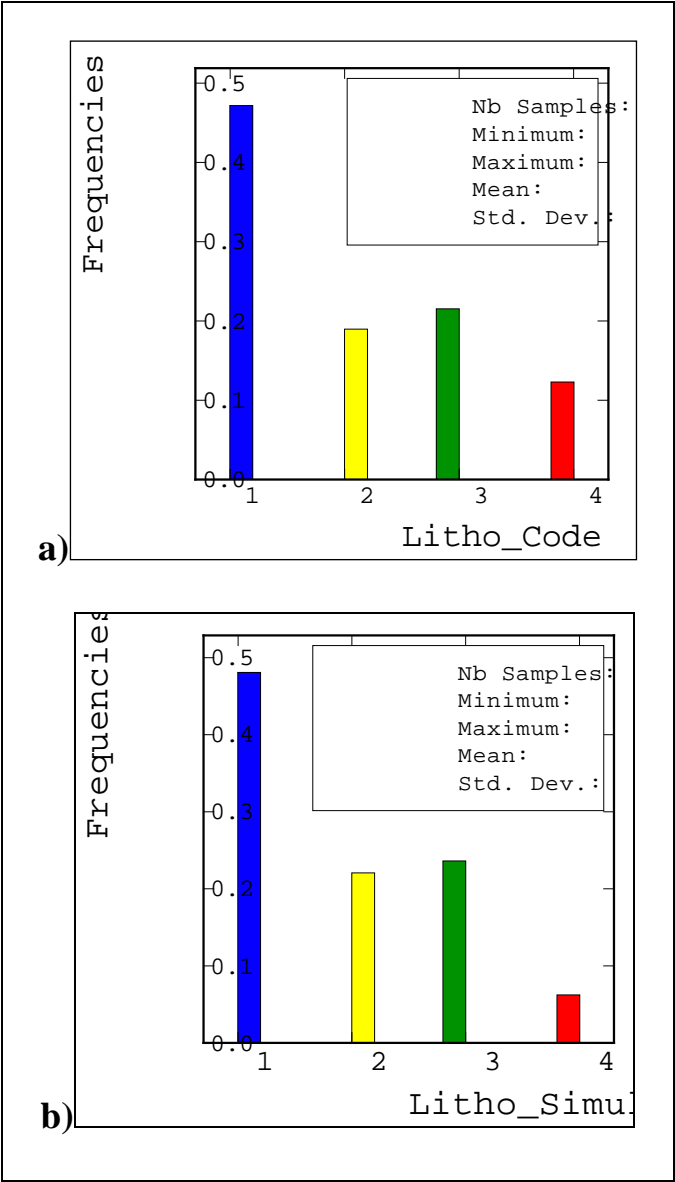 Frequencies
0.5
0.4
0.3
0.2
0.1
0.0
Nb Samples:
Minimum:
Maximum:
Mean:
Std. Dev.:
1 2 3 4
Litho_Code
a)
Frequencies
0.5
0.4
0.3
0.2
0.1
0.0
Nb Samples:
Minimum:
Maximum:
Mean:
Std. Dev.:
1 2 3 4
Litho_Simul
b)